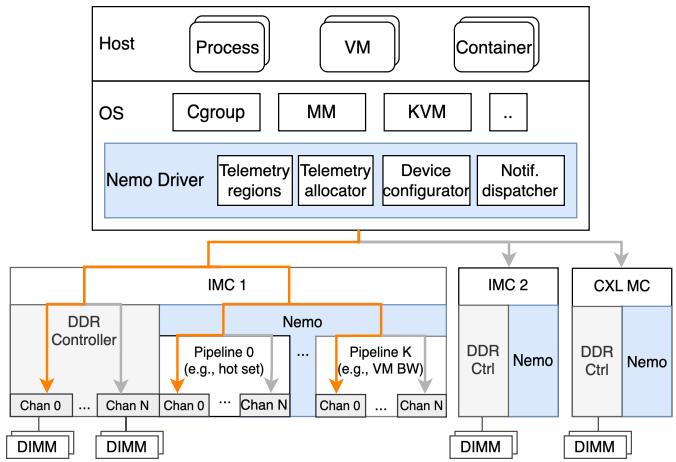 Host
Process
VM
Container
OS
Cgroup
MM
KVM
..
Nemo Driver
Telemetry
regions
Telemetry
allocator
Device
configurator
Notif.
dispatcher
IMC 1
IMC 2
CXL MC
DDR
Controller
Nemo
Pipeline 0
(e.g., hot set)
...
Pipeline K
(e.g., VM BW)
DDR
Ctrl
Nemo
DDR
Ctrl
Nemo
Chan 0
...
Chan N
Chan 0
...
Chan N
Chan 0
...
Chan N
DIMM
DIMM
DIMM
DIMM